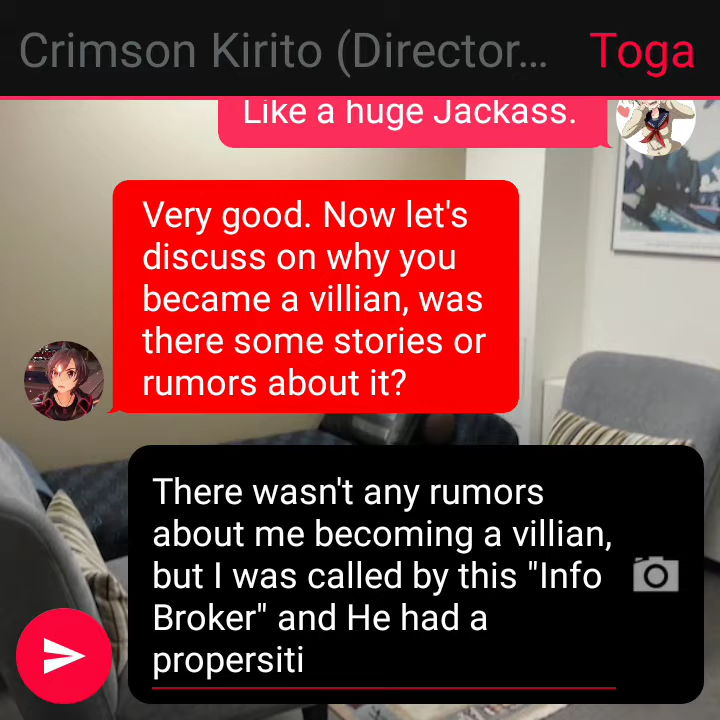 Crimson Kirito (Director... Toga
Like a huge Jackass.
Very good. Now let's
discuss on why you
became a villian, was
there some stories or
rumors about it?
There wasn't any rumors
about me becoming a villian,
but I was called by this "Info
Broker" and He had a
propersiti